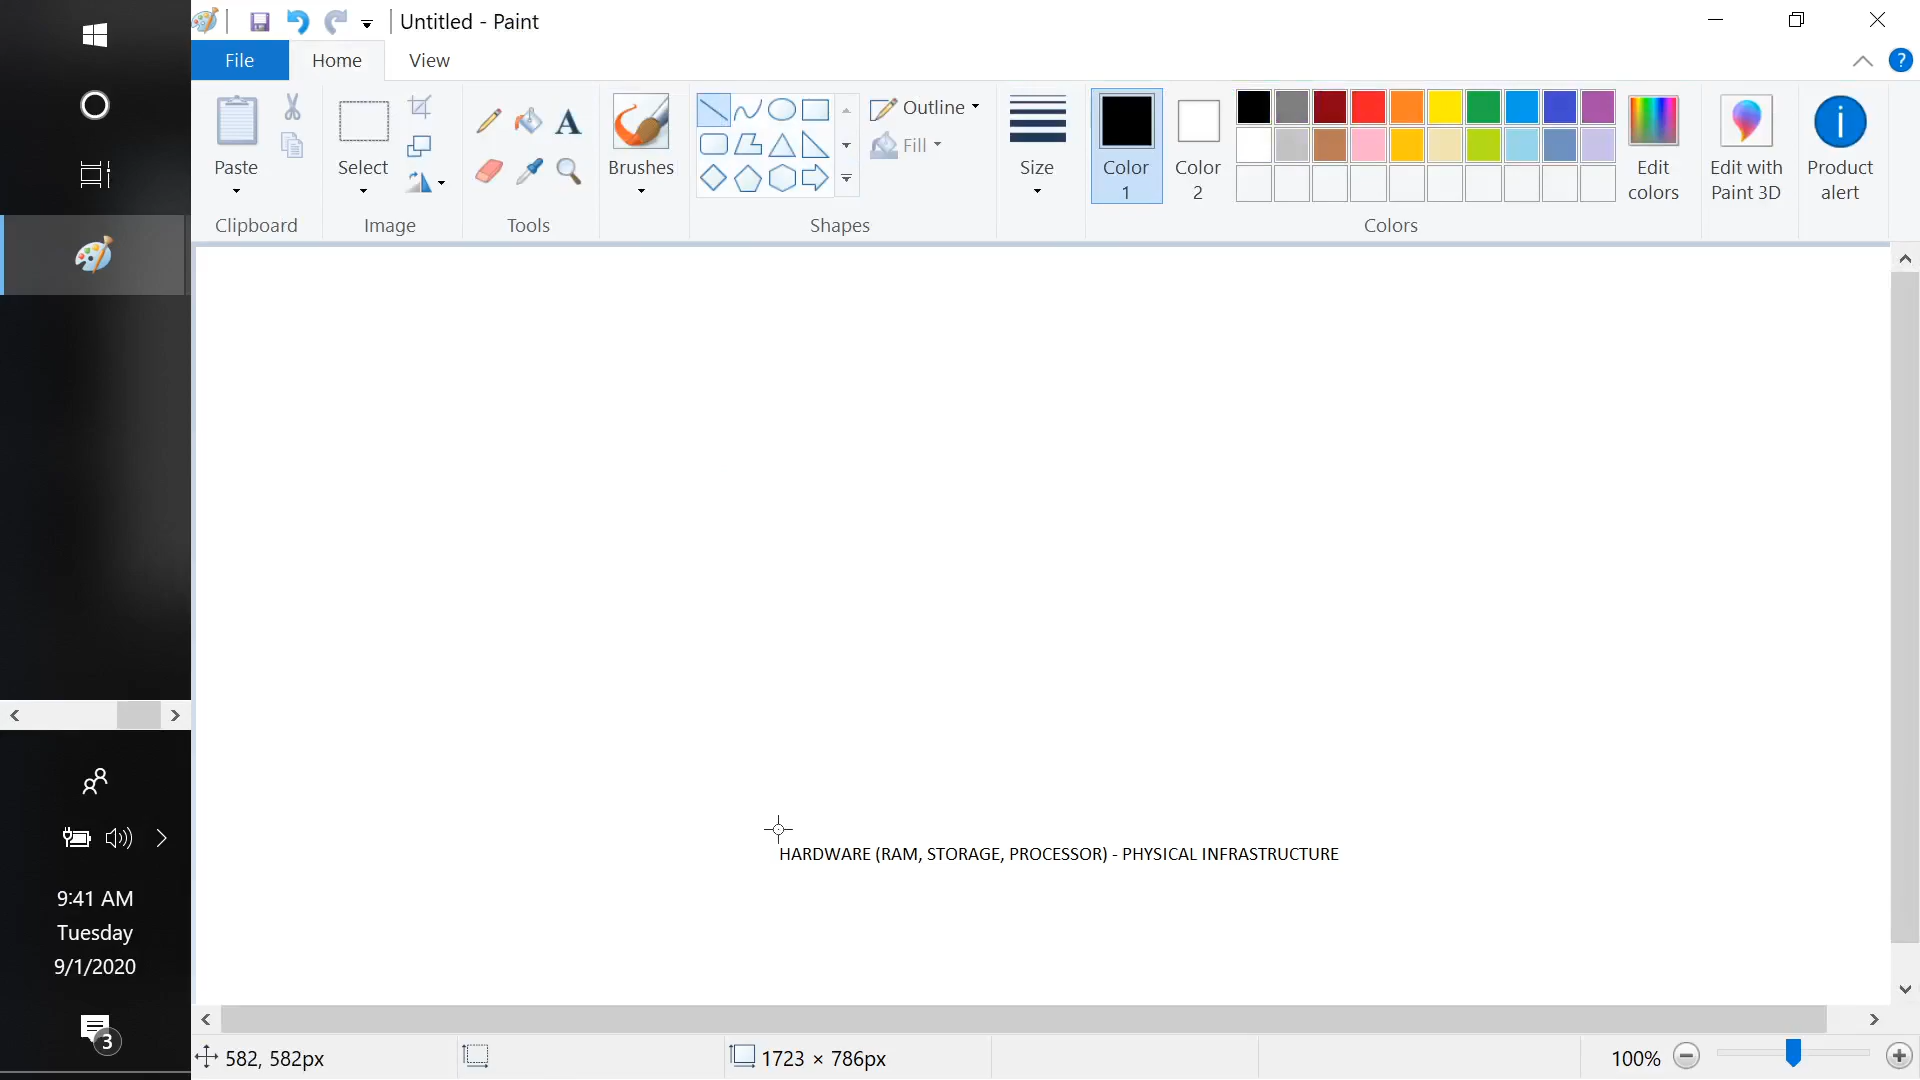 Untitled - Paint
File Home View
Paste
Select
Brushes
Outline
Fill
Size
Color 1
Color 2
Edit colors
Edit with Paint 3D
Product alert
Clipboard
Image
Tools
Shapes
Colors
HARDWARE (RAM, STORAGE, PROCESSOR) - PHYSICAL INFRASTRUCTURE
9:41 AM
Tuesday
9/1/2020
3
582, 582px
1723 × 786px
100%